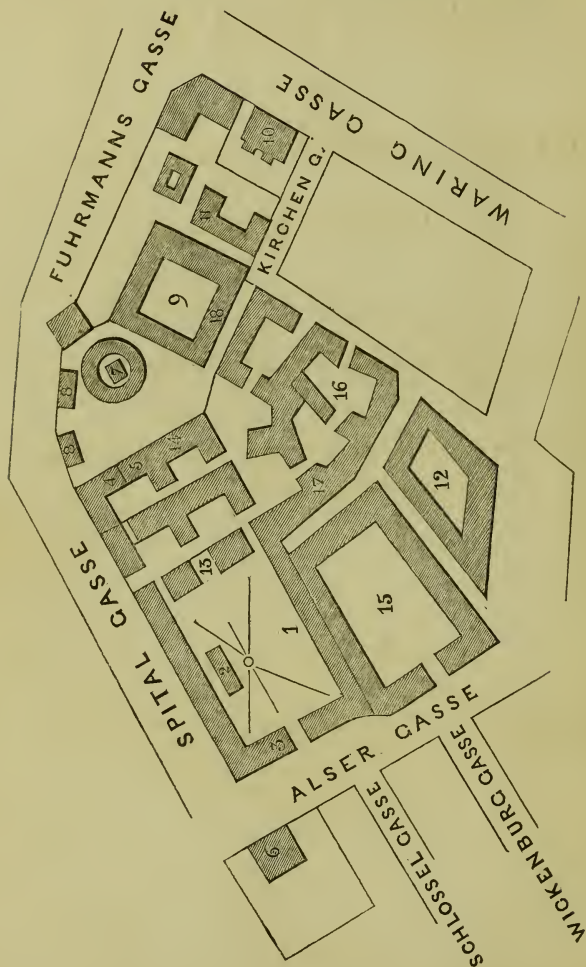 FUHRMANNS GASSE
WARING GASSE
10
KIRCHEN G.
11
9
18
7
8
8
16
4
5
14
17
12
SPITAL GASSE
13
15
1
2
3
ALSER GASSE
6
SCHLOSSEL GASSE
WICKENBURG GASSE